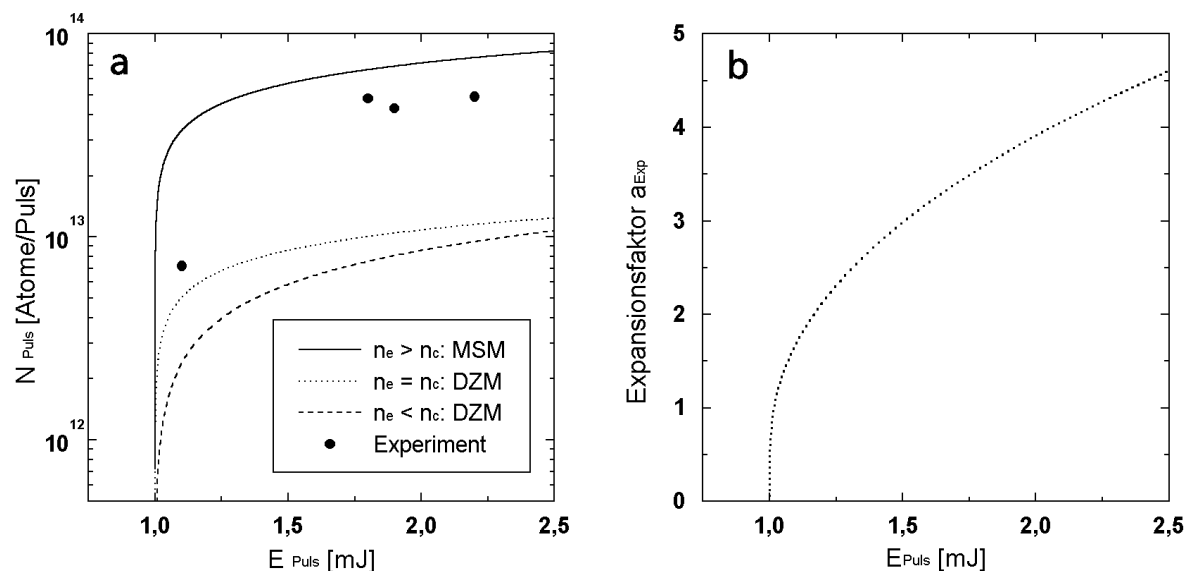 a
N Puls [Atome/Puls]
10^14
10^13
10^12
nₑ > n꜀: MSM
nₑ = n꜀: DZM
nₑ < n꜀: DZM
Experiment
1,0 1,5 2,0 2,5
E Puls [mJ]
b
Expansionsfaktor a Exp
5
4
3
2
1
0
1,0 1,5 2,0 2,5
E Puls [mJ]